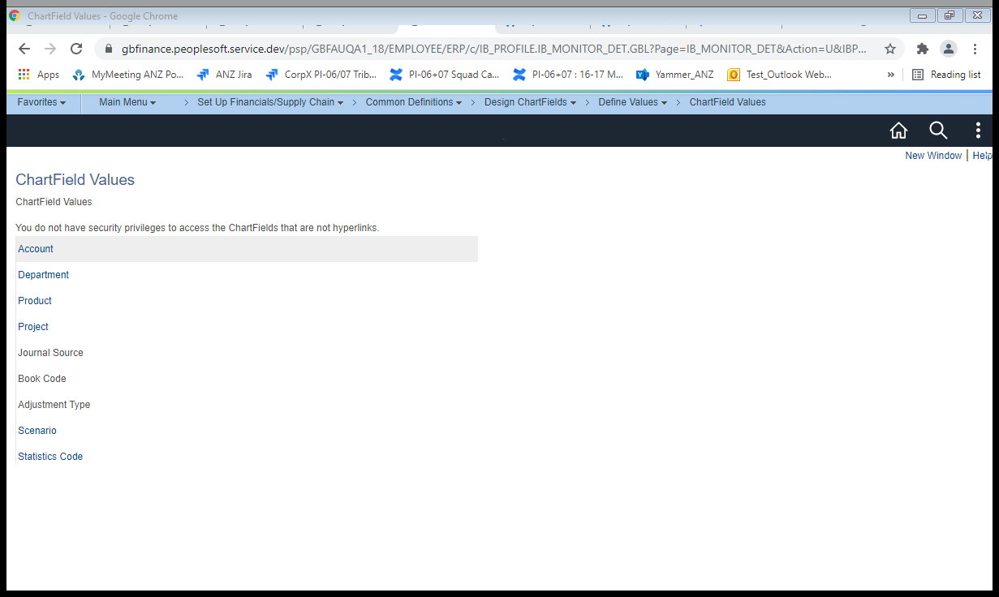 ChartField Values - Google Chrome
gbfinance.peoplesoft.service.dev/psp/GBFAUQA1_18/EMPLOYEE/ERP/c/IB_PROFILE.IB_MONITOR_DET.GBL?Page=IB_MONITOR_DET&Action=U&IBP...
Apps MyMeeting ANZ Po... ANZ Jira CorpX PI-06/07 Trib... PI-06+07 Squad Ca... PI-06+07 : 16-17 M... Yammer_ANZ Test_Outlook Web... » Reading list
Favorites Main Menu > Set Up Financials/Supply Chain > Common Definitions > Design ChartFields > Define Values > ChartField Values
New Window | Help
ChartField Values
ChartField Values
You do not have security privileges to access the ChartFields that are not hyperlinks.
Account
Department
Product
Project
Journal Source
Book Code
Adjustment Type
Scenario
Statistics Code